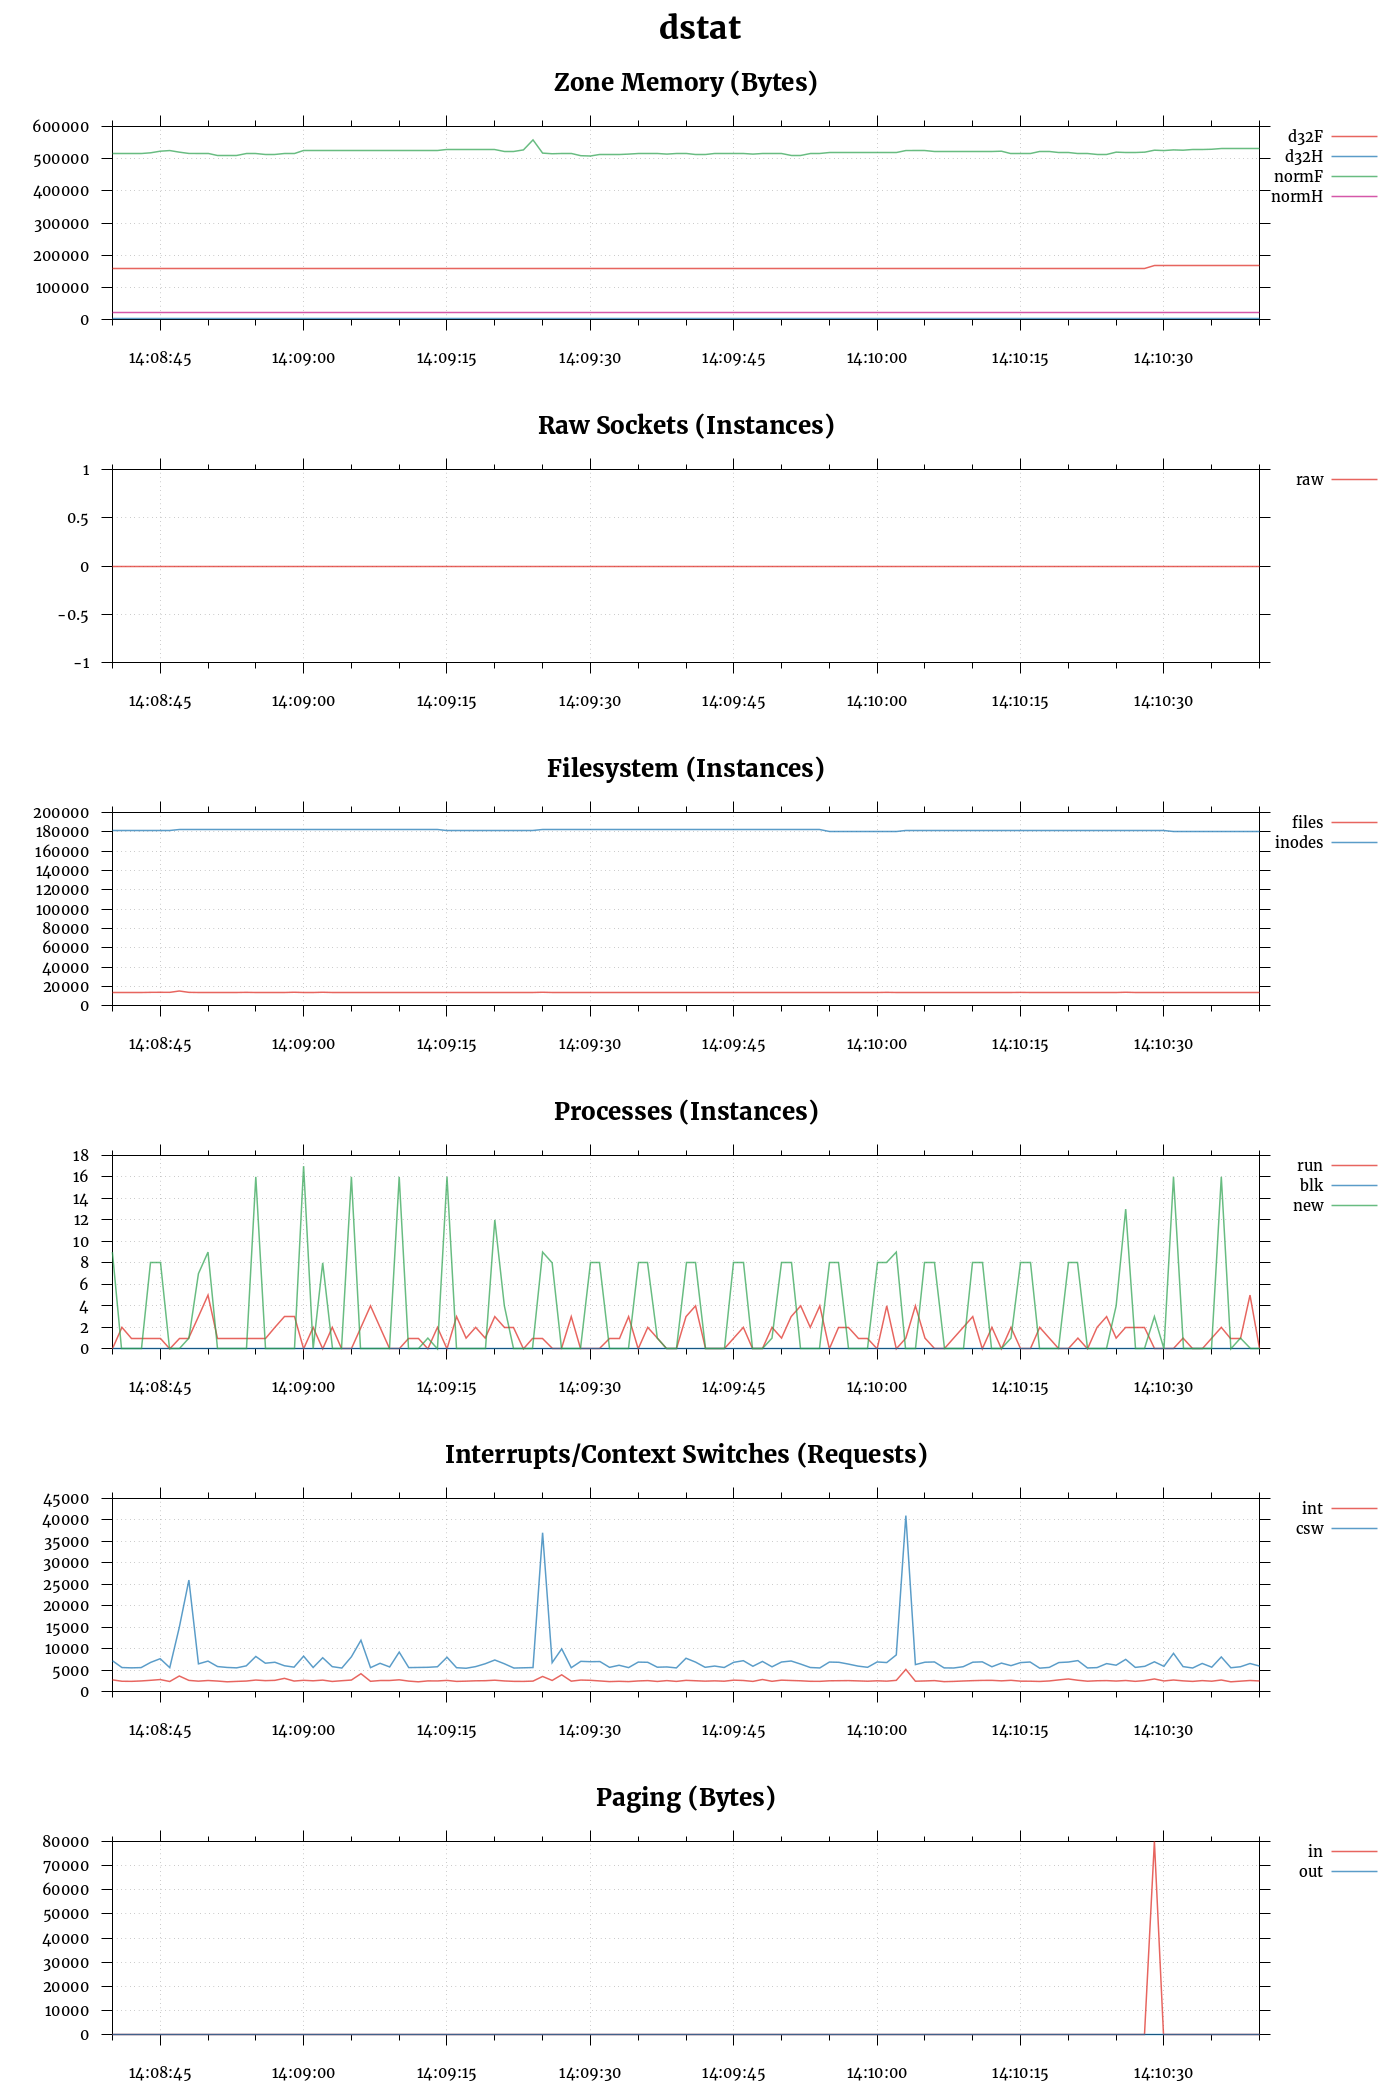 dstat
Zone Memory (Bytes)
600000
500000
400000
300000
200000
100000
0
d32F
d32H
normF
normH
14:08:45 14:09:00 14:09:15 14:09:30 14:09:45 14:10:00 14:10:15 14:10:30
Raw Sockets (Instances)
1
0.5
0
-0.5
-1
raw
14:08:45 14:09:00 14:09:15 14:09:30 14:09:45 14:10:00 14:10:15 14:10:30
Filesystem (Instances)
200000
180000
160000
140000
120000
100000
80000
60000
40000
20000
0
files
inodes
14:08:45 14:09:00 14:09:15 14:09:30 14:09:45 14:10:00 14:10:15 14:10:30
Processes (Instances)
18
16
14
12
10
8
6
4
2
0
run
blk
new
14:08:45 14:09:00 14:09:15 14:09:30 14:09:45 14:10:00 14:10:15 14:10:30
Interrupts/Context Switches (Requests)
45000
40000
35000
30000
25000
20000
15000
10000
5000
0
int
csw
14:08:45 14:09:00 14:09:15 14:09:30 14:09:45 14:10:00 14:10:15 14:10:30
Paging (Bytes)
80000
70000
60000
50000
40000
30000
20000
10000
0
in
out
14:08:45 14:09:00 14:09:15 14:09:30 14:09:45 14:10:00 14:10:15 14:10:30